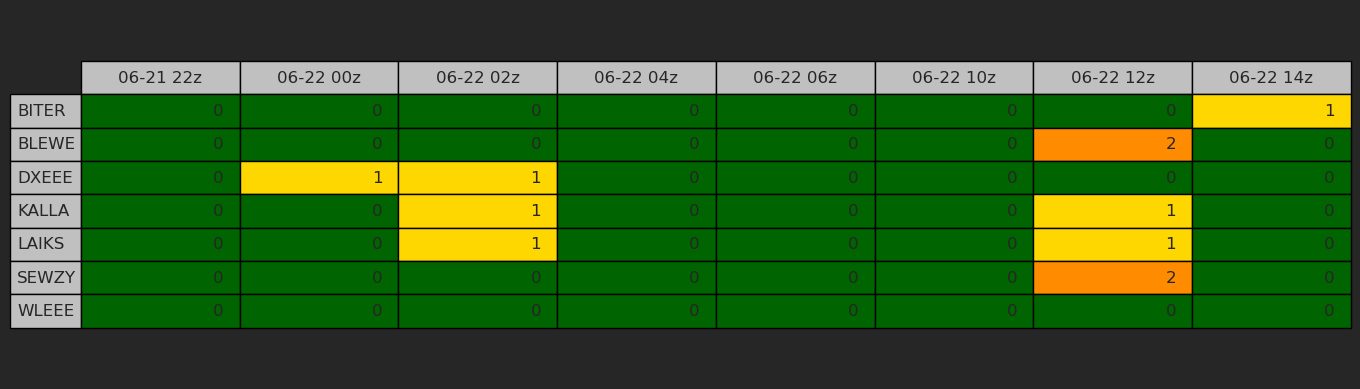 06-21 22z 06-22 00z 06-22 02z 06-22 04z 06-22 06z 06-22 10z 06-22 12z 06-22 14z
BITER 0 0 0 0 0 0 0 1
BLEWE 0 0 0 0 0 0 2 0
DXEEE 0 1 1 0 0 0 0 0
KALLA 0 0 1 0 0 0 1 0
LAIKS 0 0 1 0 0 0 1 0
SEWZY 0 0 0 0 0 0 2 0
WLEEE 0 0 0 0 0 0 0 0